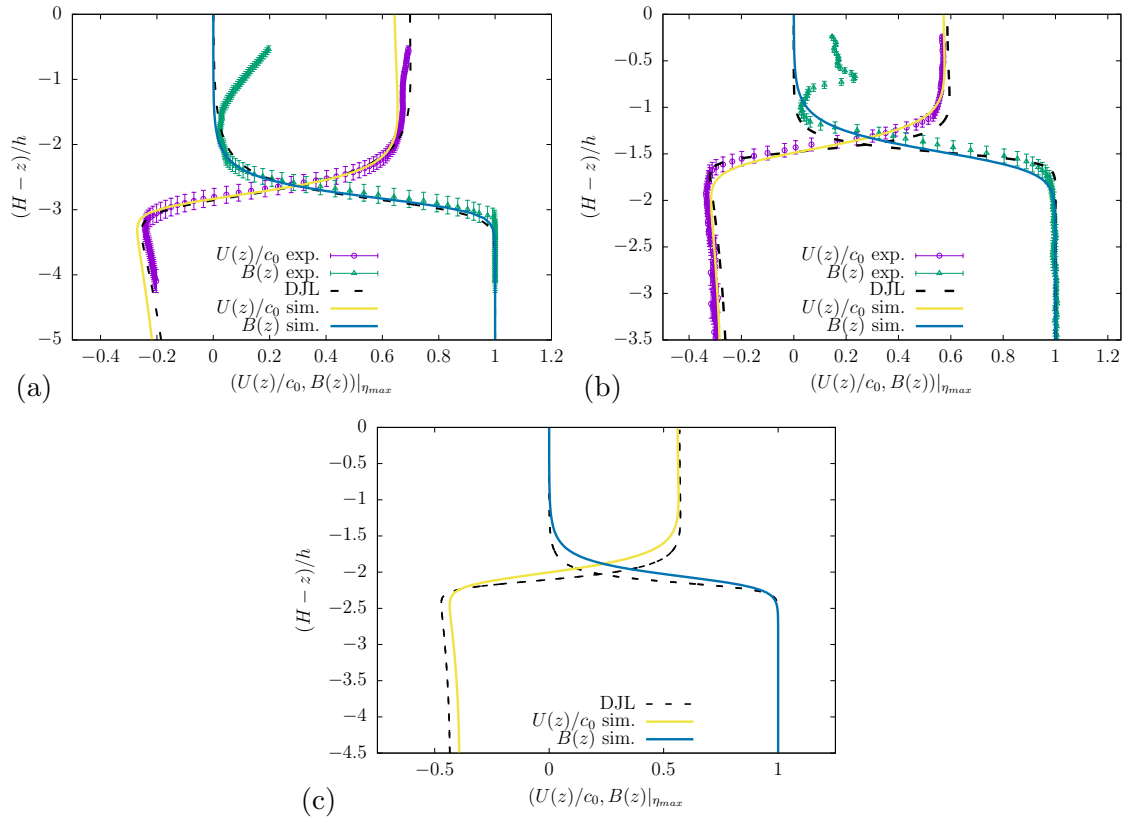 0
−1
−2
−3
−4
−5
−0.4 −0.2 0 0.2 0.4 0.6 0.8 1 1.2
(H − z)/h
(U(z)/c₀, B(z))|ηmax
U(z)/c₀ exp.
B(z) exp.
DJL
U(z)/c₀ sim.
B(z) sim.
(a)
0
−0.5
−1
−1.5
−2
−2.5
−3
−3.5
−0.4 −0.2 0 0.2 0.4 0.6 0.8 1 1.2
(H − z)/h
(U(z)/c₀, B(z))|ηmax
U(z)/c₀ exp.
B(z) exp.
DJL
U(z)/c₀ sim.
B(z) sim.
(b)
0
−0.5
−1
−1.5
−2
−2.5
−3
−3.5
−4
−4.5
−0.5 0 0.5 1
(H − z)/h
(U(z)/c₀, B(z)|ηmax
DJL
U(z)/c₀ sim.
B(z) sim.
(c)